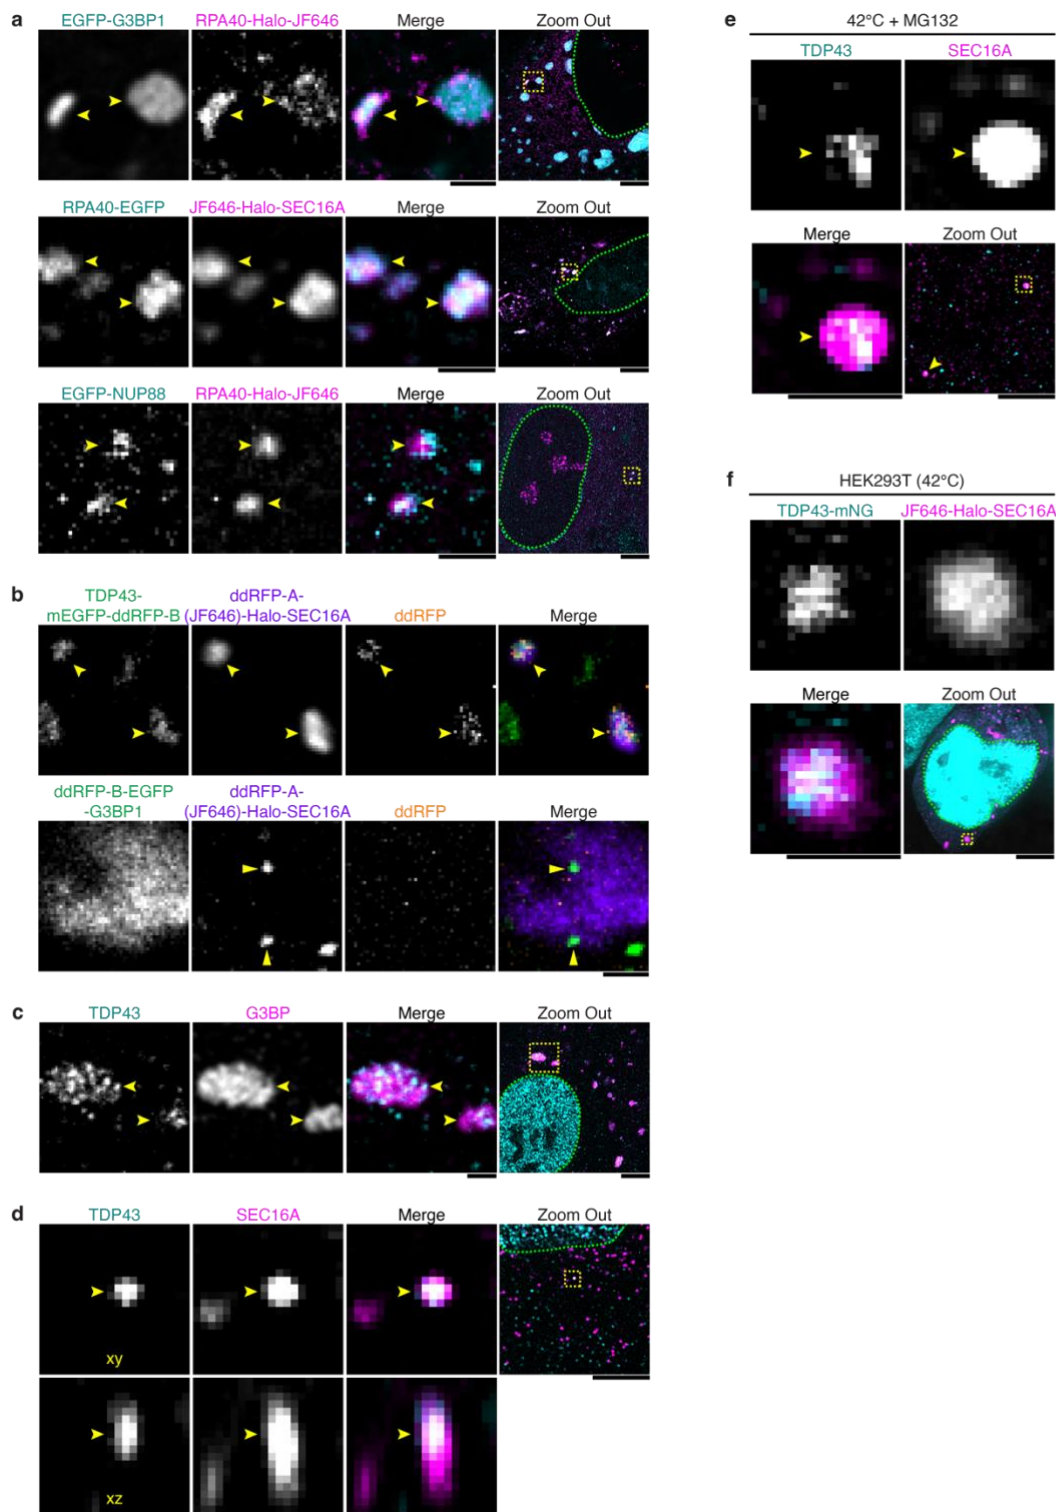 a
EGFP-G3BP1 RPA40-Halo-JF646 Merge Zoom Out
RPA40-EGFP JF646-Halo-SEC16A Merge Zoom Out
EGFP-NUP88 RPA40-Halo-JF646 Merge Zoom Out
b
TDP43-
mEGFP-ddRFP-B
ddRFP-A-
(JF646)-Halo-SEC16A
ddRFP
Merge
ddRFP-B-EGFP
-G3BP1
ddRFP-A-
(JF646)-Halo-SEC16A
ddRFP
Merge
c
TDP43 G3BP Merge Zoom Out
d
TDP43 SEC16A Merge Zoom Out
xy
xz
e
42°C + MG132
TDP43 SEC16A
Merge Zoom Out
f
HEK293T (42°C)
TDP43-mNG JF646-Halo-SEC16A
Merge Zoom Out